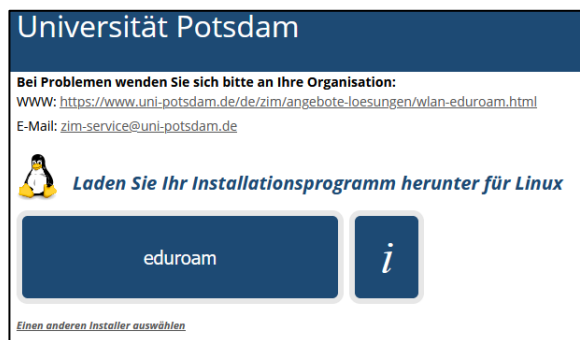 Universität Potsdam
Bei Problemen wenden Sie sich bitte an Ihre Organisation:
WWW: https://www.uni-potsdam.de/de/zim/angebote-loesungen/wlan-eduroam.html
E-Mail: zim-service@uni-potsdam.de
Laden Sie Ihr Installationsprogramm herunter für Linux
eduroam
i
Einen anderen Installer auswählen